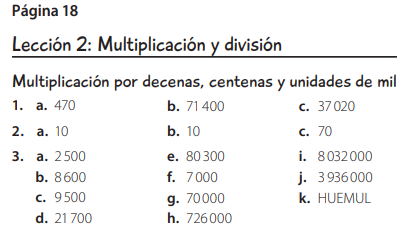 Página 18
Lección 2: Multiplicación y división
Multiplicación por decenas, centenas y unidades de mil
1. a. 470 b. 71 400 c. 37 020
2. a. 10 b. 10 c. 70
3. a. 2 500 e. 80 300 i. 8 032 000
b. 8 600 f. 7 000 j. 3 936 000
c. 9 500 g. 70 000 k. HUEMUL
d. 21 700 h. 726 000